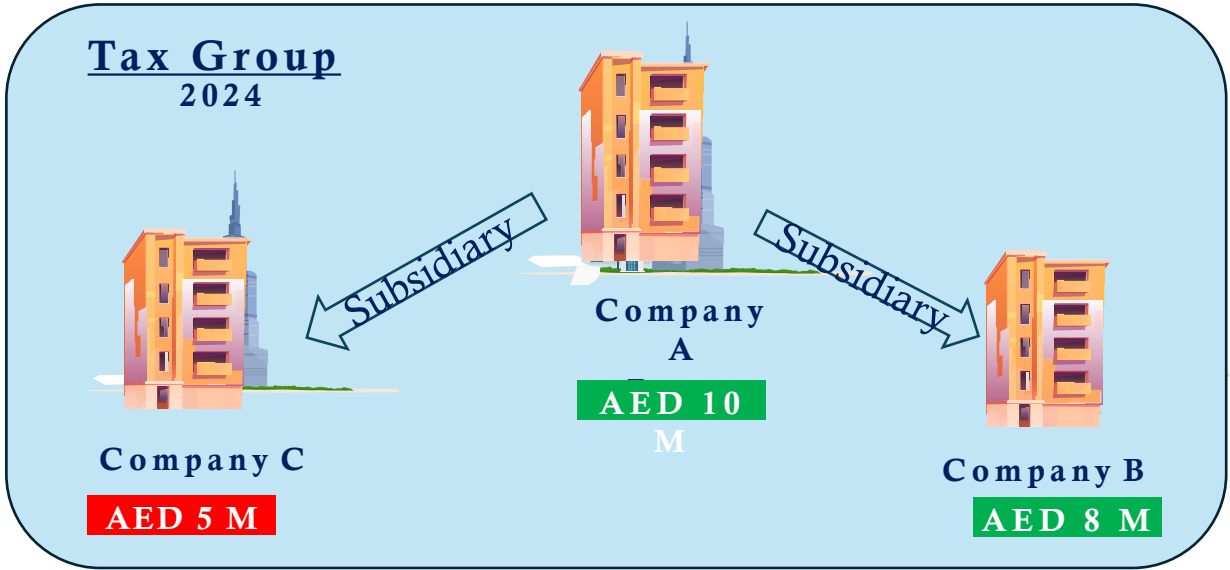 Tax Group
2024
Subsidiary
Subsidiary
Company
A
AED 10
M
Company C
AED 5 M
Company B
AED 8 M